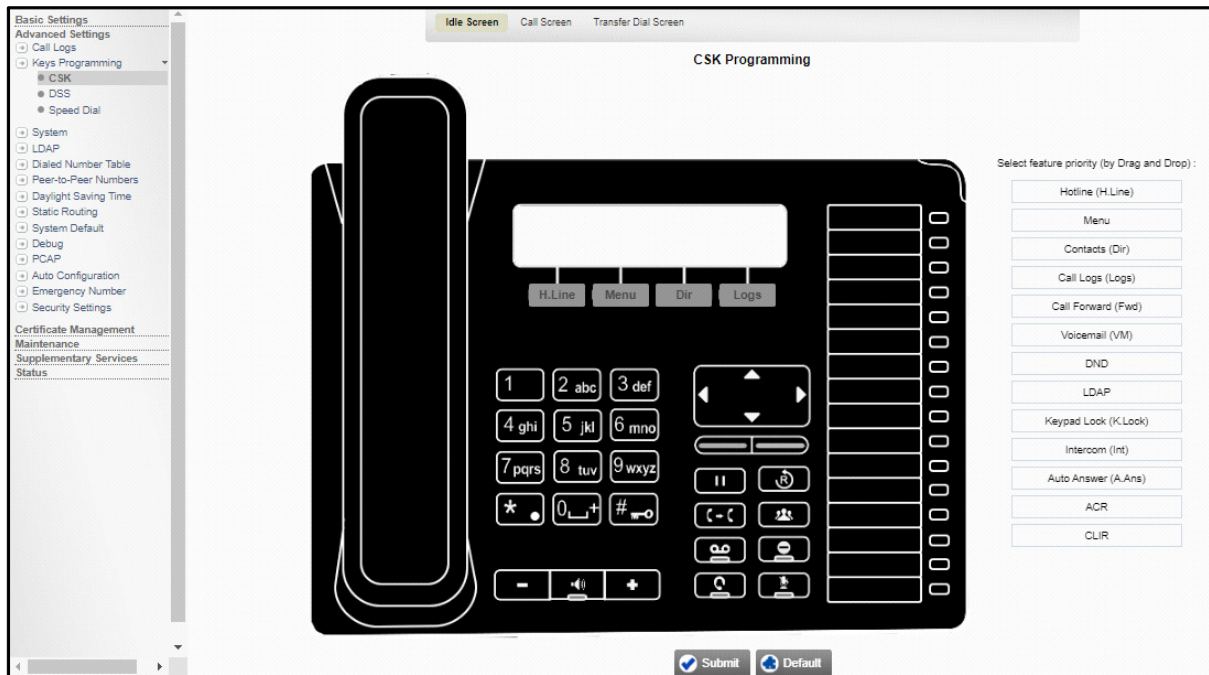 Basic Settings
Advanced Settings
Call Logs
Keys Programming
CSK
DSS
Speed Dial
System
LDAP
Dialed Number Table
Peer-to-Peer Numbers
Daylight Saving Time
Static Routing
System Default
Debug
PCAP
Auto Configuration
Emergency Number
Security Settings
Certificate Management
Maintenance
Supplementary Services
Status
Idle Screen Call Screen Transfer Dial Screen
CSK Programming
H.Line Menu Dir Logs
1 2 abc 3 def
4 ghi 5 jkl 6 mno
7 pqrs 8 tuv 9 wxyz
* 0 + #
R
- +
Select feature priority (by Drag and Drop) :
Hotline (H.Line)
Menu
Contacts (Dir)
Call Logs (Logs)
Call Forward (Fwd)
Voicemail (VM)
DND
LDAP
Keypad Lock (K.Lock)
Intercom (Int)
Auto Answer (A.Ans)
ACR
CLIR
Submit Default